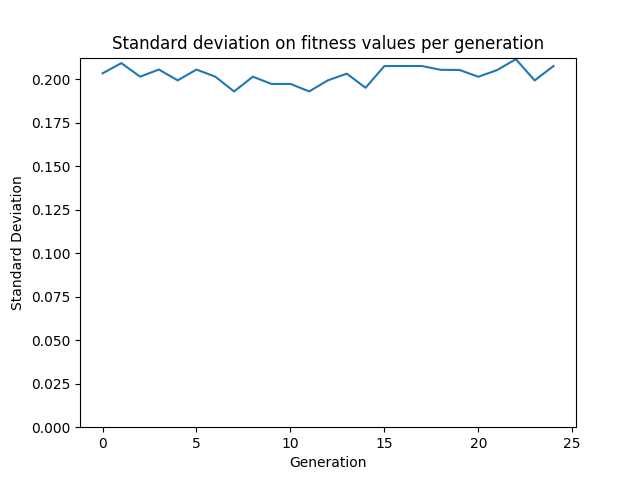 Standard deviation on fitness values per generation
0.200
0.175
0.150
0.125
0.100
0.075
0.050
0.025
0.000
Standard Deviation
0 5 10 15 20 25
Generation